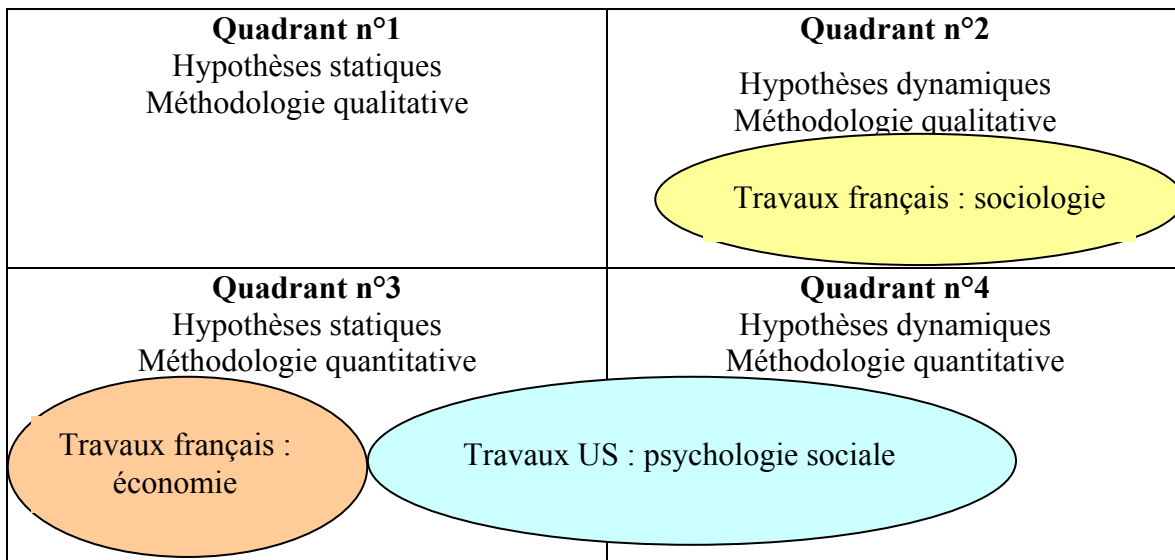 Quadrant n°1
Hypothèses statiques
Méthodologie qualitative
Quadrant n°2
Hypothèses dynamiques
Méthodologie qualitative
Travaux français : sociologie
Quadrant n°3
Hypothèses statiques
Méthodologie quantitative
Travaux français :
économie
Quadrant n°4
Hypothèses dynamiques
Méthodologie quantitative
Travaux US : psychologie sociale